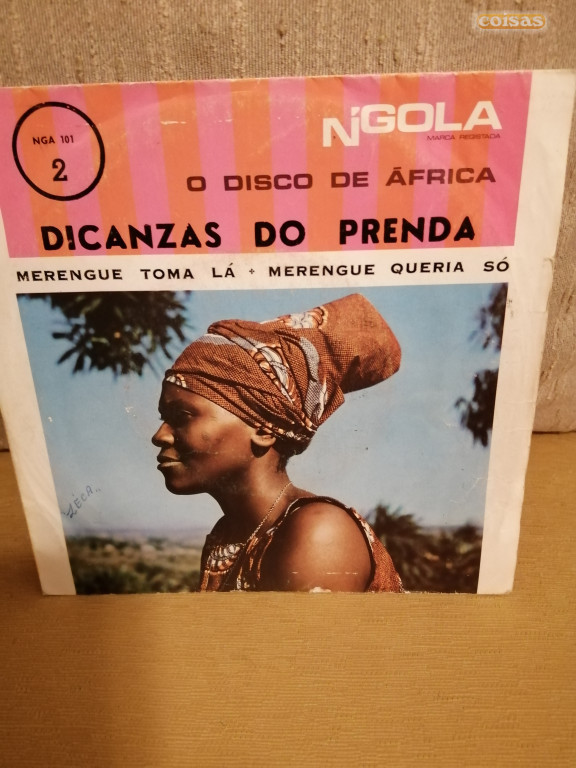 coisas
NGA 101
2
N'GOLA
MARCA REGISTADA
O DISCO DE ÁFRICA
DICANZAS DO PRENDA
MERENGUE TOMA LÁ + MERENGUE QUERIA SÓ
ZECA